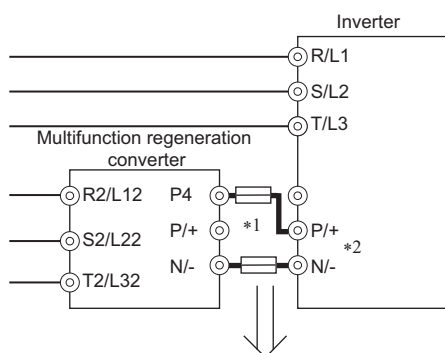 Inverter
R/L1
S/L2
T/L3
Multifunction regeneration
converter
R2/L12 P4
P/+ *1 P/+
S2/L22 *2
N/- N/-
T2/L32